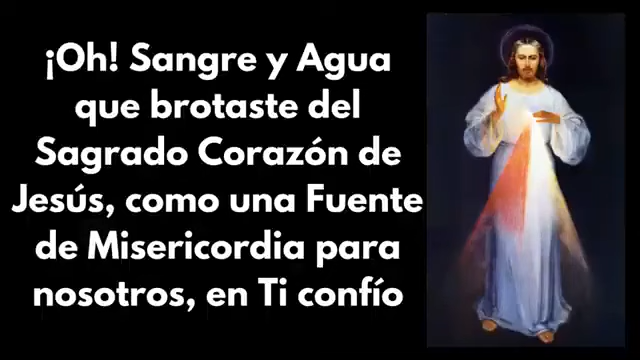 ¡Oh! Sangre y Agua
que brotaste del
Sagrado Corazón de
Jesús, como una Fuente
de Misericordia para
nosotros, en Ti confío